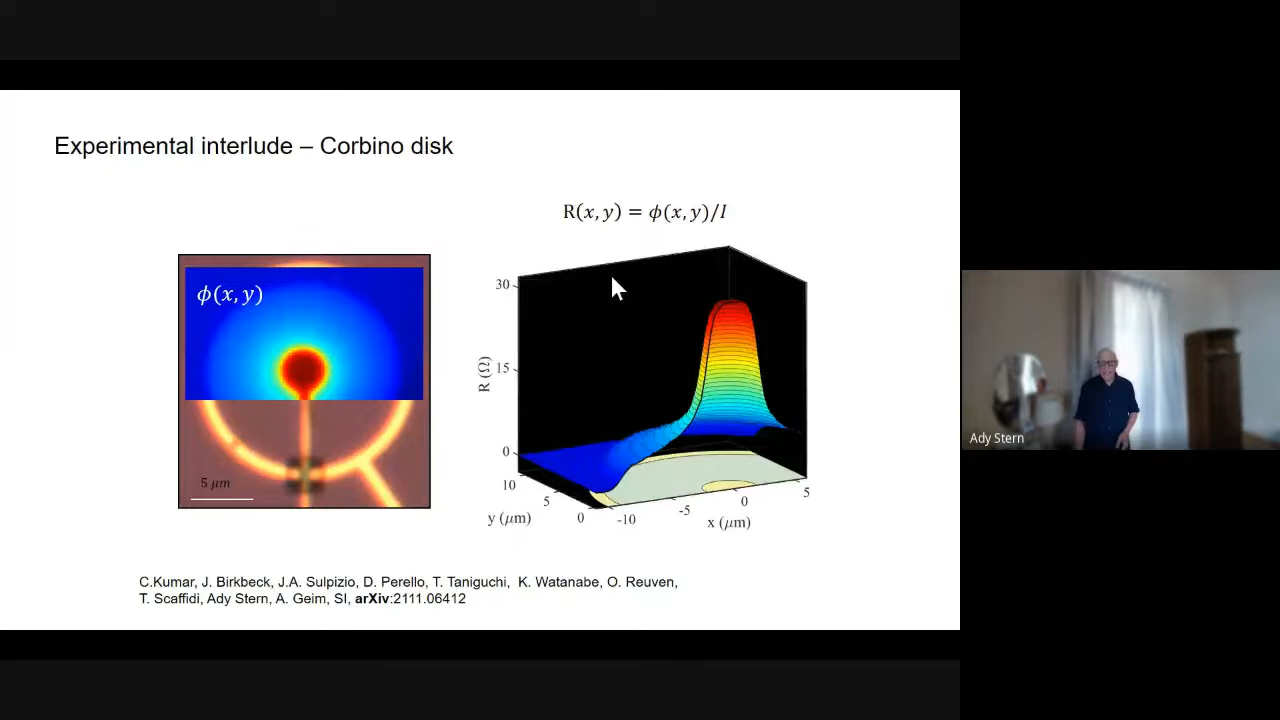 Experimental interlude – Corbino disk
R(x, y) = ϕ(x, y)/I
ϕ(x, y)
5 μm
30
15
0
R (Ω)
10
5
0
y (μm)
-10
-5
0
5
x (μm)
C.Kumar, J. Birkbeck, J.A. Sulpizio, D. Perello, T. Taniguchi, K. Watanabe, O. Reuven,
T. Scaffidi, Ady Stern, A. Geim, SI, arXiv:2111.06412
Ady Stern